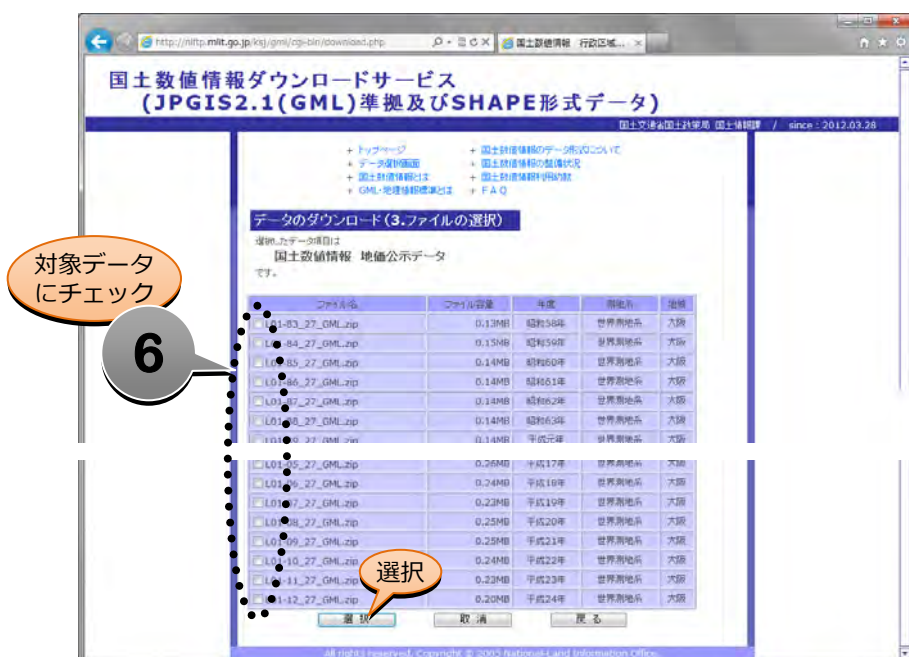 http://nlftp.mlit.go.jp/ksj/gml/cgi-bin/download.php
国土数値情報 行政区域...
国土数値情報ダウンロードサービス
(JPGIS2.1(GML)準拠及びSHAPE形式データ)
国土交通省国土計画局 国土情報課 / since : 2012.03.28
+ トップページ + 国土数値情報のデータ形式について
+ データ選択画面 + 国土数値情報の整備状況
+ 国土数値情報とは + 国土数値情報利用約款
+ GML・地理情報標準とは + F A Q
データのダウンロード(3.ファイルの選択)
選択したデータ項目は
国土数値情報 地価公示データ
です。
対象データ
にチェック
6
ファイル名 ファイル容量 年度 測地系 地域
L01-83_27_GML.zip 0.13MB 昭和58年 世界測地系 大阪
L01-84_27_GML.zip 0.15MB 昭和59年 世界測地系 大阪
L01-85_27_GML.zip 0.14MB 昭和60年 世界測地系 大阪
L01-86_27_GML.zip 0.14MB 昭和61年 世界測地系 大阪
L01-87_27_GML.zip 0.14MB 昭和62年 世界測地系 大阪
L01-88_27_GML.zip 0.14MB 昭和63年 世界測地系 大阪
L01-89_27_GML.zip 0.14MB 平成元年 世界測地系 大阪
L01-05_27_GML.zip 0.26MB 平成17年 世界測地系 大阪
L01-06_27_GML.zip 0.24MB 平成18年 世界測地系 大阪
L01-07_27_GML.zip 0.23MB 平成19年 世界測地系 大阪
L01-08_27_GML.zip 0.25MB 平成20年 世界測地系 大阪
L01-09_27_GML.zip 0.25MB 平成21年 世界測地系 大阪
L01-10_27_GML.zip 0.24MB 平成22年 世界測地系 大阪
L01-11_27_GML.zip 0.23MB 平成23年 世界測地系 大阪
L01-12_27_GML.zip 0.20MB 平成24年 世界測地系 大阪
選択
選 択 取 消 戻 る
All rights reserved. Copyright © 2005 National-Land Information Office.